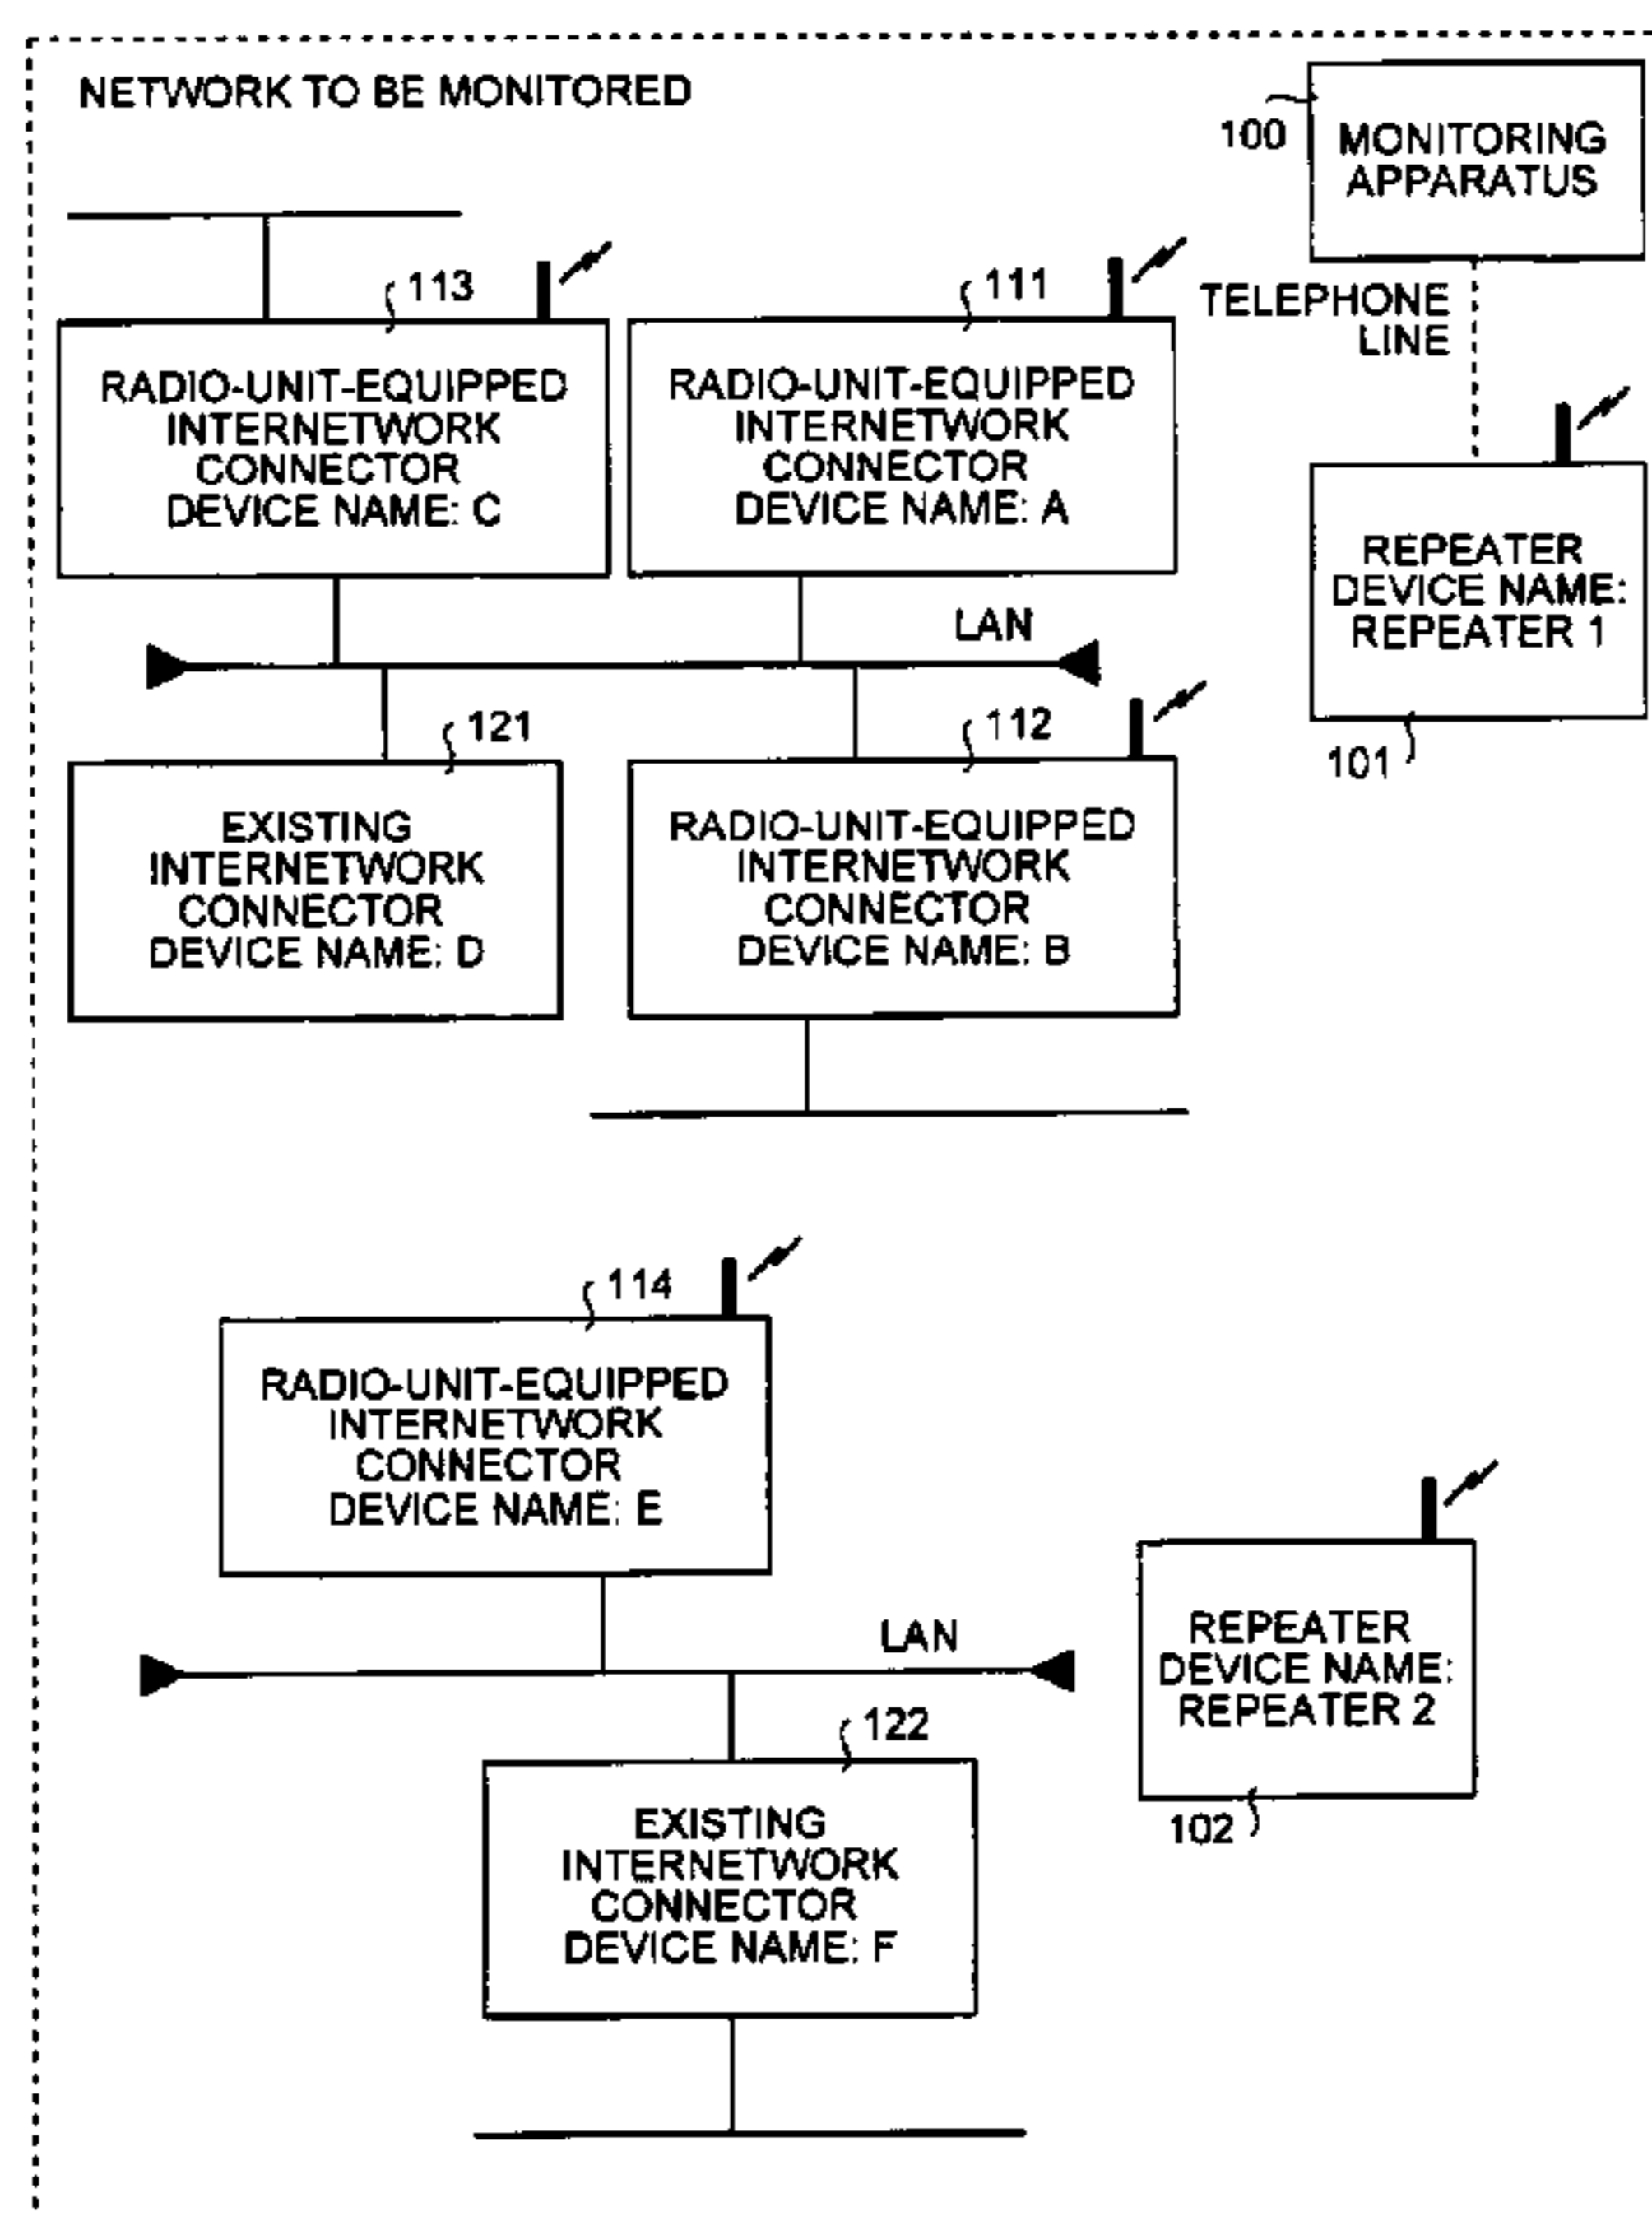 NETWORK TO BE MONITORED
100
MONITORING
APPARATUS
TELEPHONE
LINE
113
RADIO-UNIT-EQUIPPED
INTERNETWORK
CONNECTOR
DEVICE NAME: C
111
RADIO-UNIT-EQUIPPED
INTERNETWORK
CONNECTOR
DEVICE NAME: A
REPEATER
DEVICE NAME:
REPEATER 1
101
LAN
121
EXISTING
INTERNETWORK
CONNECTOR
DEVICE NAME: D
112
RADIO-UNIT-EQUIPPED
INTERNETWORK
CONNECTOR
DEVICE NAME: B
114
RADIO-UNIT-EQUIPPED
INTERNETWORK
CONNECTOR
DEVICE NAME: E
LAN
REPEATER
DEVICE NAME:
REPEATER 2
102
122
EXISTING
INTERNETWORK
CONNECTOR
DEVICE NAME: F